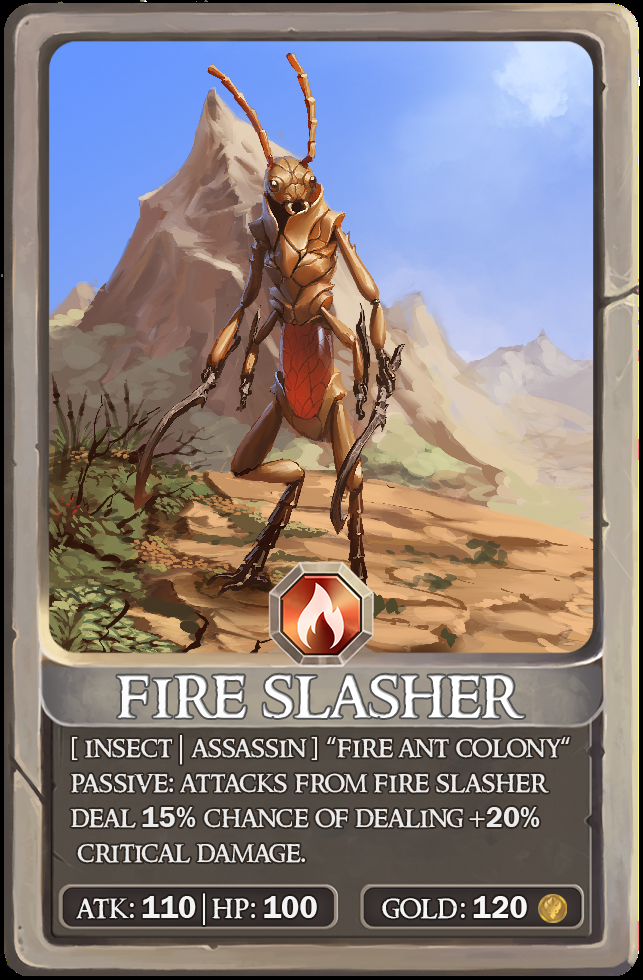 FIRE SLASHER
[ INSECT | ASSASSIN ] "FIRE ANT COLONY"
PASSIVE: ATTACKS FROM FIRE SLASHER
DEAL 15% CHANCE OF DEALING +20%
CRITICAL DAMAGE.
ATK: 110 | HP: 100 GOLD: 120